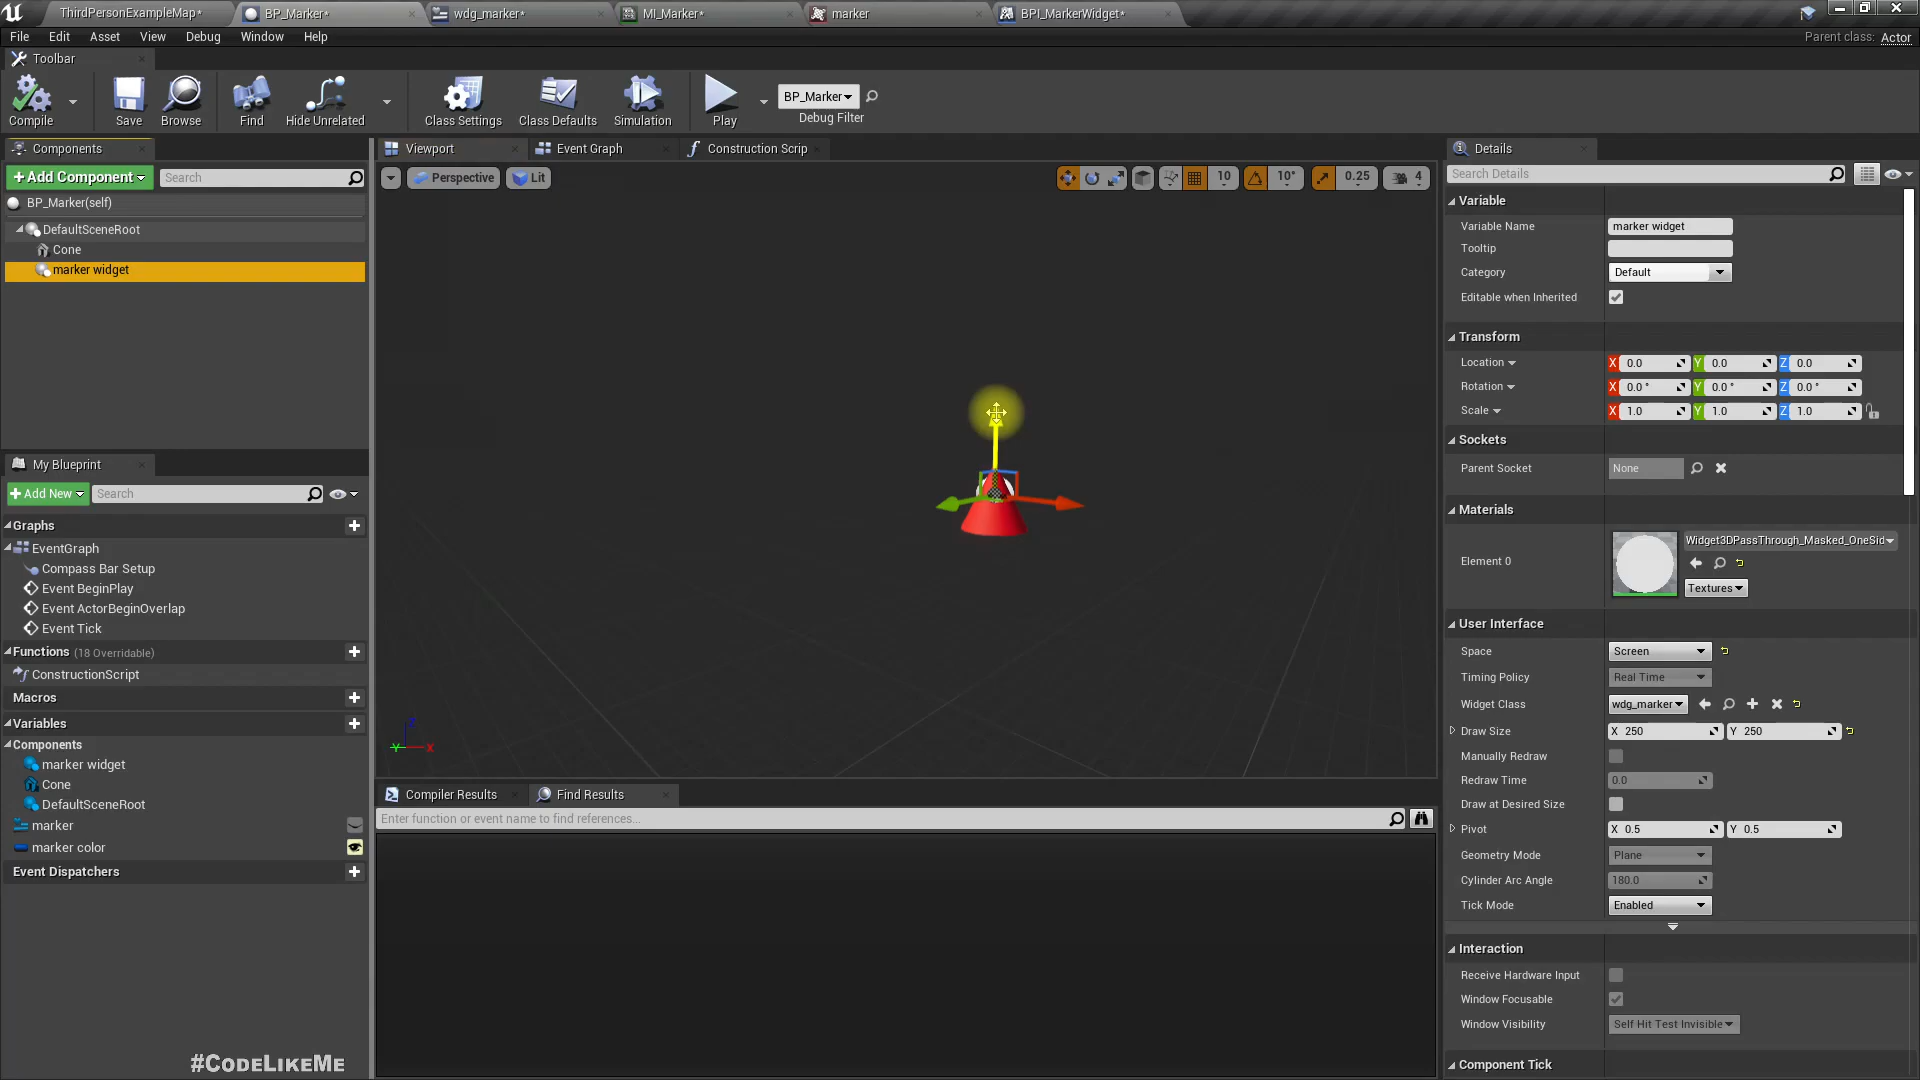 ThirdPersonExampleMap*
BP_Marker*
wdg_marker*
MI_Marker*
marker
BPI_MarkerWidget*
File Edit Asset View Debug Window Help
Parent class: Actor
Toolbar
Compile
Save
Browse
Find
Hide Unrelated
Class Settings
Class Defaults
Simulation
Play
BP_Marker
Debug Filter
Components
+Add Component
Search
BP_Marker(self)
DefaultSceneRoot
Cone
marker widget
My Blueprint
+Add New
Search
Graphs
EventGraph
Compass Bar Setup
Event BeginPlay
Event ActorBeginOverlap
Event Tick
Functions (18 Overridable)
ConstructionScript
Macros
Variables
Components
marker widget
Cone
DefaultSceneRoot
marker
marker color
Event Dispatchers
#CodeLikeMe
Viewport
Event Graph
Construction Scrip
Perspective
Lit
10
10°
0.25
4
Z
Y
X
Compiler Results
Find Results
Enter function or event name to find references...
Details
Search Details
Variable
Variable Name marker widget
Tooltip
Category Default
Editable when Inherited
Transform
Location X 0.0 Y 0.0 Z 0.0
Rotation X 0.0 ° Y 0.0 ° Z 0.0 °
Scale X 1.0 Y 1.0 Z 1.0
Sockets
Parent Socket None
Materials
Element 0
Widget3DPassThrough_Masked_OneSid
Textures
User Interface
Space Screen
Timing Policy Real Time
Widget Class wdg_marker
Draw Size X 250 Y 250
Manually Redraw
Redraw Time 0.0
Draw at Desired Size
Pivot X 0.5 Y 0.5
Geometry Mode Plane
Cylinder Arc Angle 180.0
Tick Mode Enabled
Interaction
Receive Hardware Input
Window Focusable
Window Visibility Self Hit Test Invisible
Component Tick